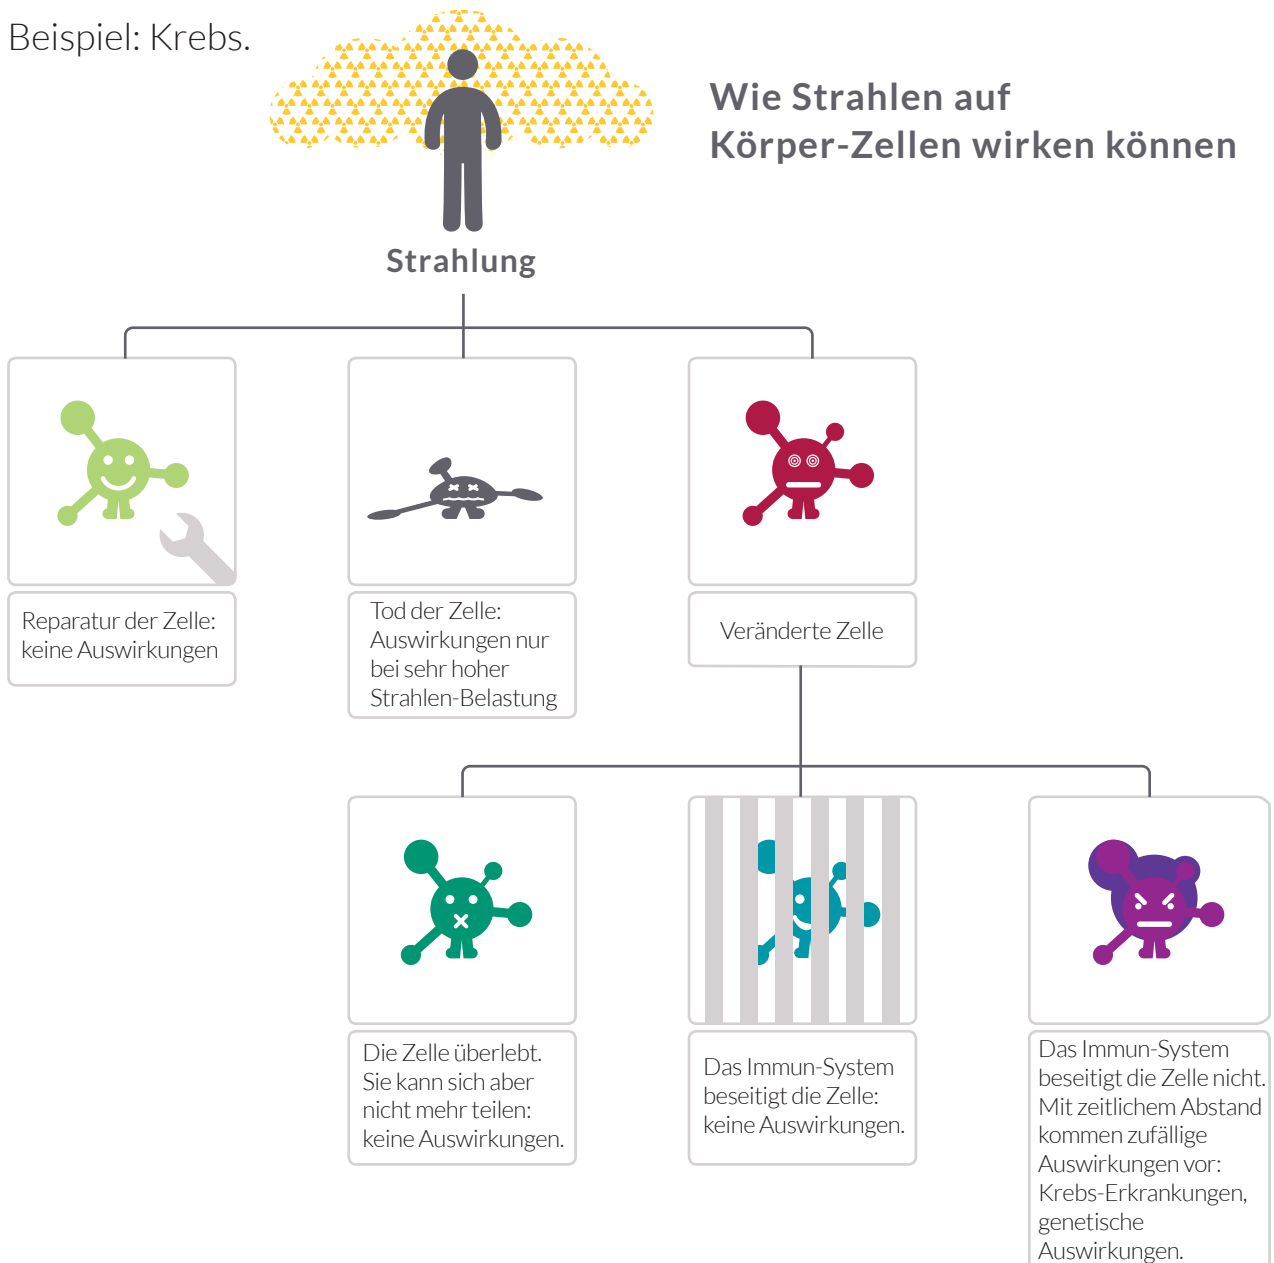 Beispiel: Krebs.
Wie Strahlen auf
Körper-Zellen wirken können
Strahlung
Reparatur der Zelle:
keine Auswirkungen
Tod der Zelle:
Auswirkungen nur
bei sehr hoher
Strahlen-Belastung
Veränderte Zelle
Die Zelle überlebt.
Sie kann sich aber
nicht mehr teilen:
keine Auswirkungen.
Das Immun-System
beseitigt die Zelle:
keine Auswirkungen.
Das Immun-System
beseitigt die Zelle nicht.
Mit zeitlichem Abstand
kommen zufällige
Auswirkungen vor:
Krebs-Erkrankungen,
genetische
Auswirkungen.